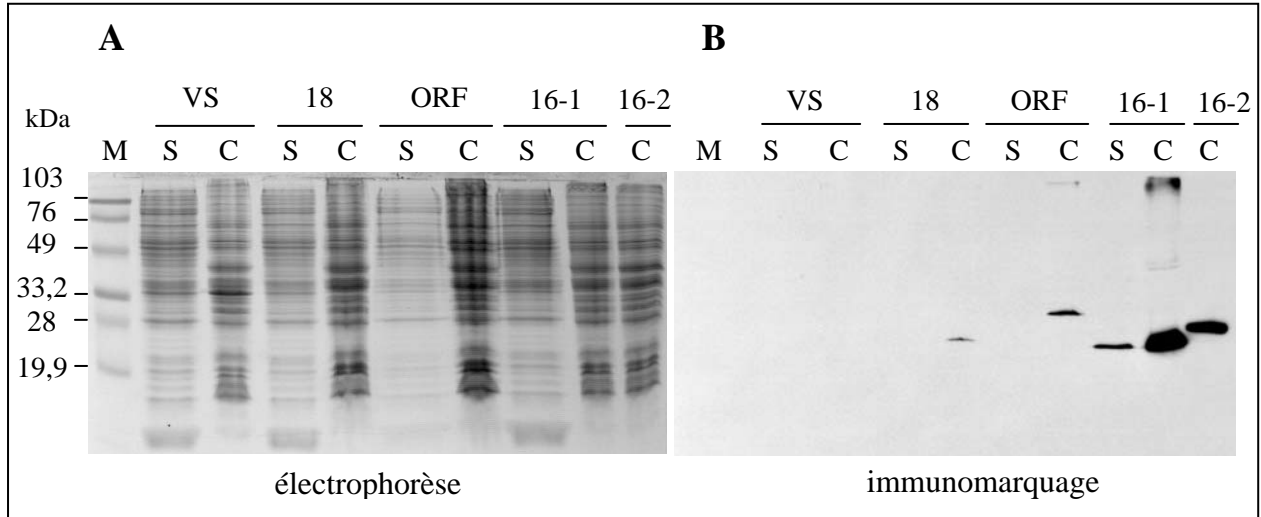 A
B
VS 18 ORF 16-1 16-2
VS 18 ORF 16-1 16-2
kDa
M S C S C S C S C C
M S C S C S C S C C
103
76
49
33,2
28
19,9
électrophorèse
immunomarquage